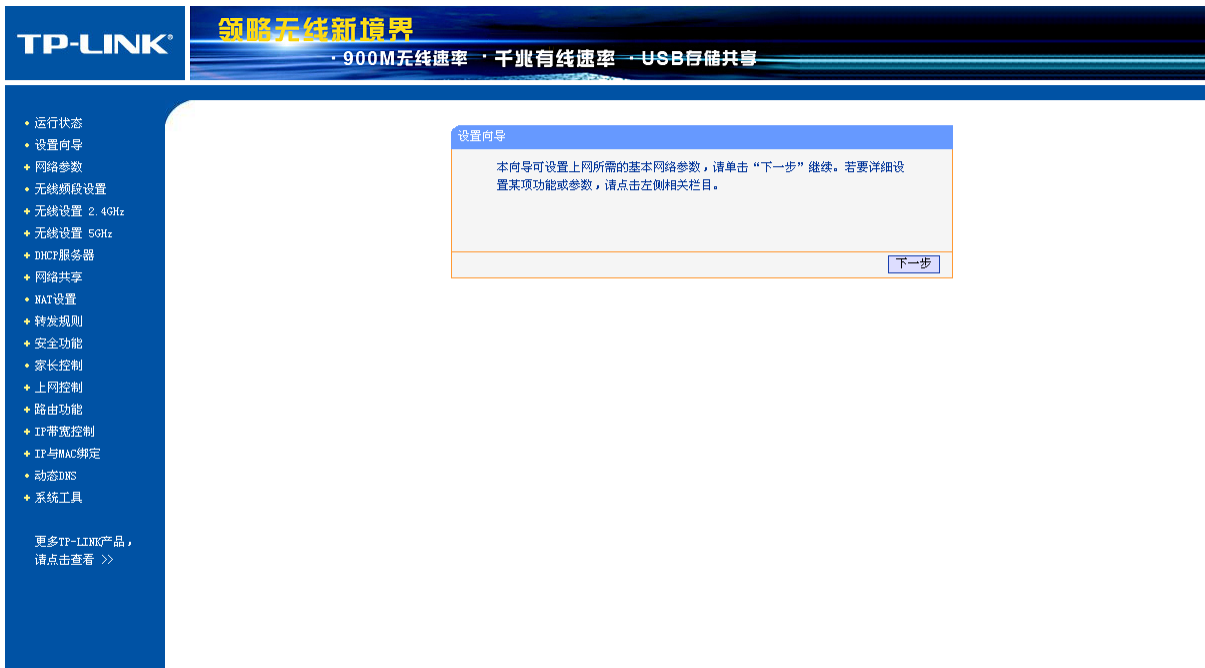 TP-LINK®
领略无线新境界
·900M无线速率 ·千兆有线速率 ·USB存储共享
运行状态
设置向导
网络参数
无线频段设置
无线设置 2.4GHz
无线设置 5GHz
DHCP服务器
网络共享
NAT设置
转发规则
安全功能
家长控制
上网控制
路由功能
IP带宽控制
IP与MAC绑定
动态DNS
系统工具
更多TP-LINK产品，
请点击查看 >>
设置向导
本向导可设置上网所需的基本网络参数，请单击“下一步”继续。若要详细设
置某项功能或参数，请点击左侧相关栏目。
下一步